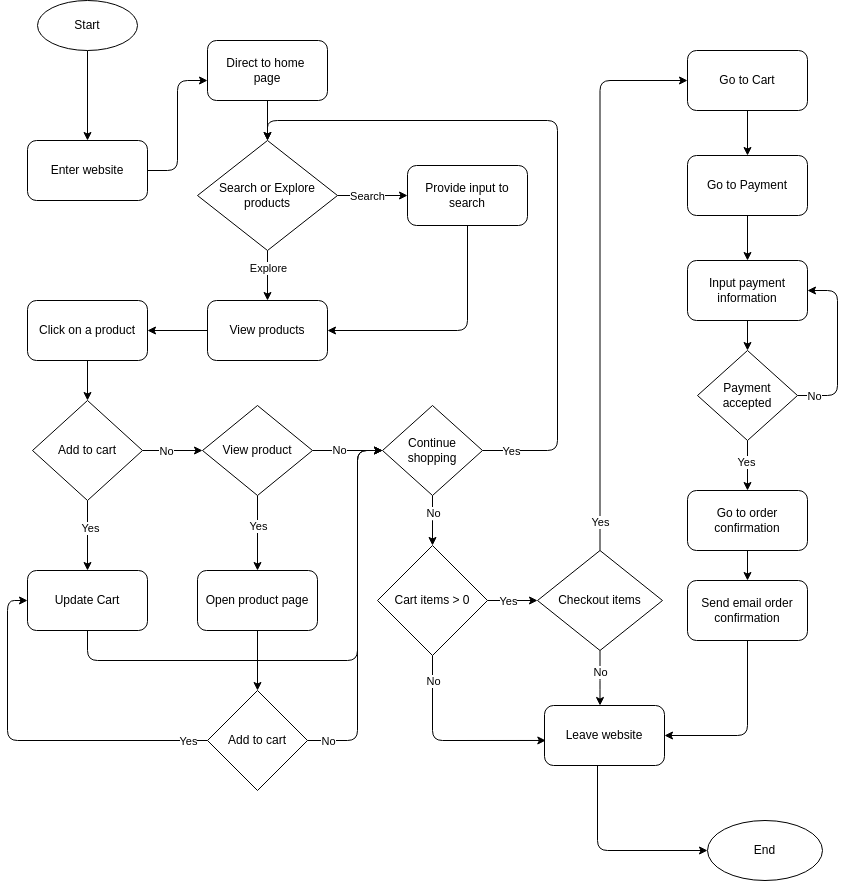 Start
Direct to home
page
Go to Cart
Enter website
Search or Explore
products
Search
Provide input to
search
Go to Payment
Explore
Input payment
information
Click on a product
View products
Payment
accepted
No
Add to cart
No
View product
No
Continue
shopping
Yes
Yes
Yes
Yes
No
Yes
Go to order
confirmation
Update Cart
Open product page
Cart items > 0
Yes
Checkout items
Send email order
confirmation
No
No
Yes
Add to cart
No
Leave website
End